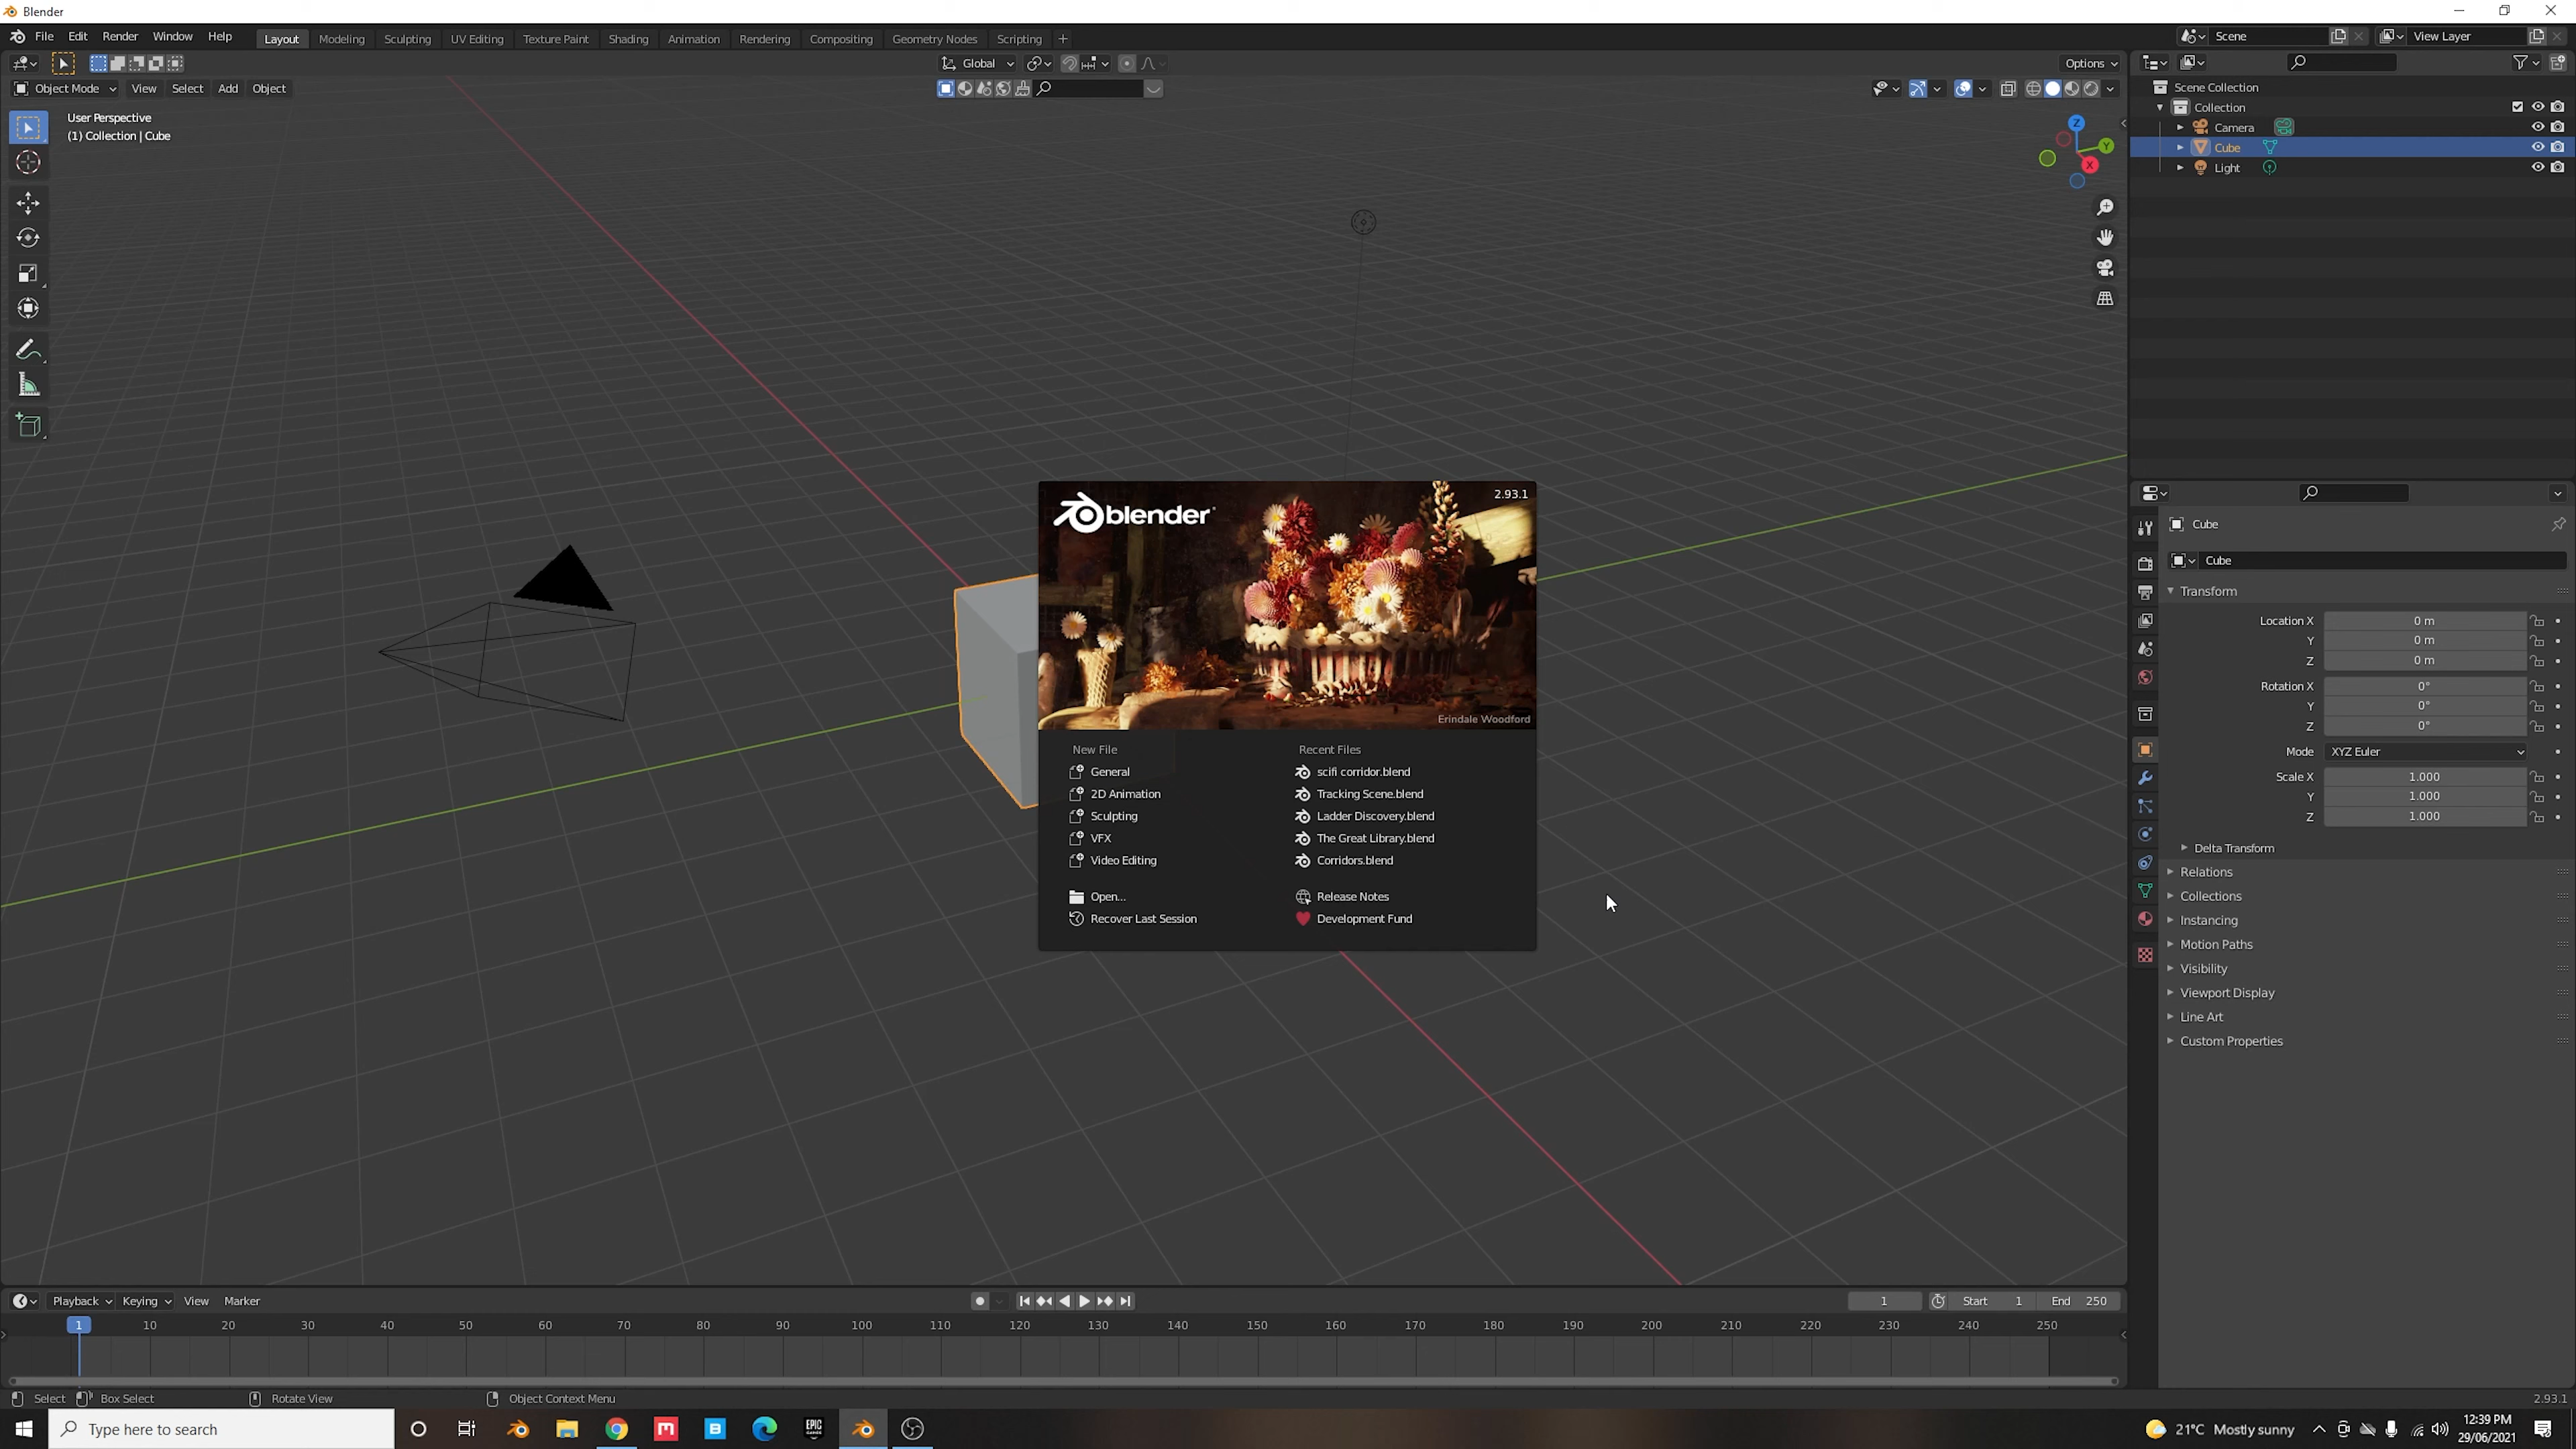 Blender
File Edit Render Window Help Layout Modeling Sculpting UV Editing Texture Paint Shading Animation Rendering Compositing Geometry Nodes Scripting + Scene View Layer
Global Options
Object Mode View Select Add Object
User Perspective
(1) Collection | Cube
Z
Y
X
Scene Collection
Collection
Camera
Cube
Light
blender
2.93.1
Erindale Woodford
New File
General
2D Animation
Sculpting
VFX
Video Editing
Open...
Recover Last Session
Recent Files
scifi corridor.blend
Tracking Scene.blend
Ladder Discovery.blend
The Great Library.blend
Corridors.blend
Release Notes
Development Fund
Cube
Cube
Transform
Location X 0 m
Y 0 m
Z 0 m
Rotation X 0°
Y 0°
Z 0°
Mode XYZ Euler
Scale X 1.000
Y 1.000
Z 1.000
Delta Transform
Relations
Collections
Instancing
Motion Paths
Visibility
Viewport Display
Line Art
Custom Properties
Playback Keying View Marker 1 Start 1 End 250
1 10 20 30 40 50 60 70 80 90 100 110 120 130 140 150 160 170 180 190 200 210 220 230 240 250
Select Box Select Rotate View Object Context Menu 2.93.1
Type here to search EPIC GAMES 21°C Mostly sunny 12:39 PM
29/06/2021